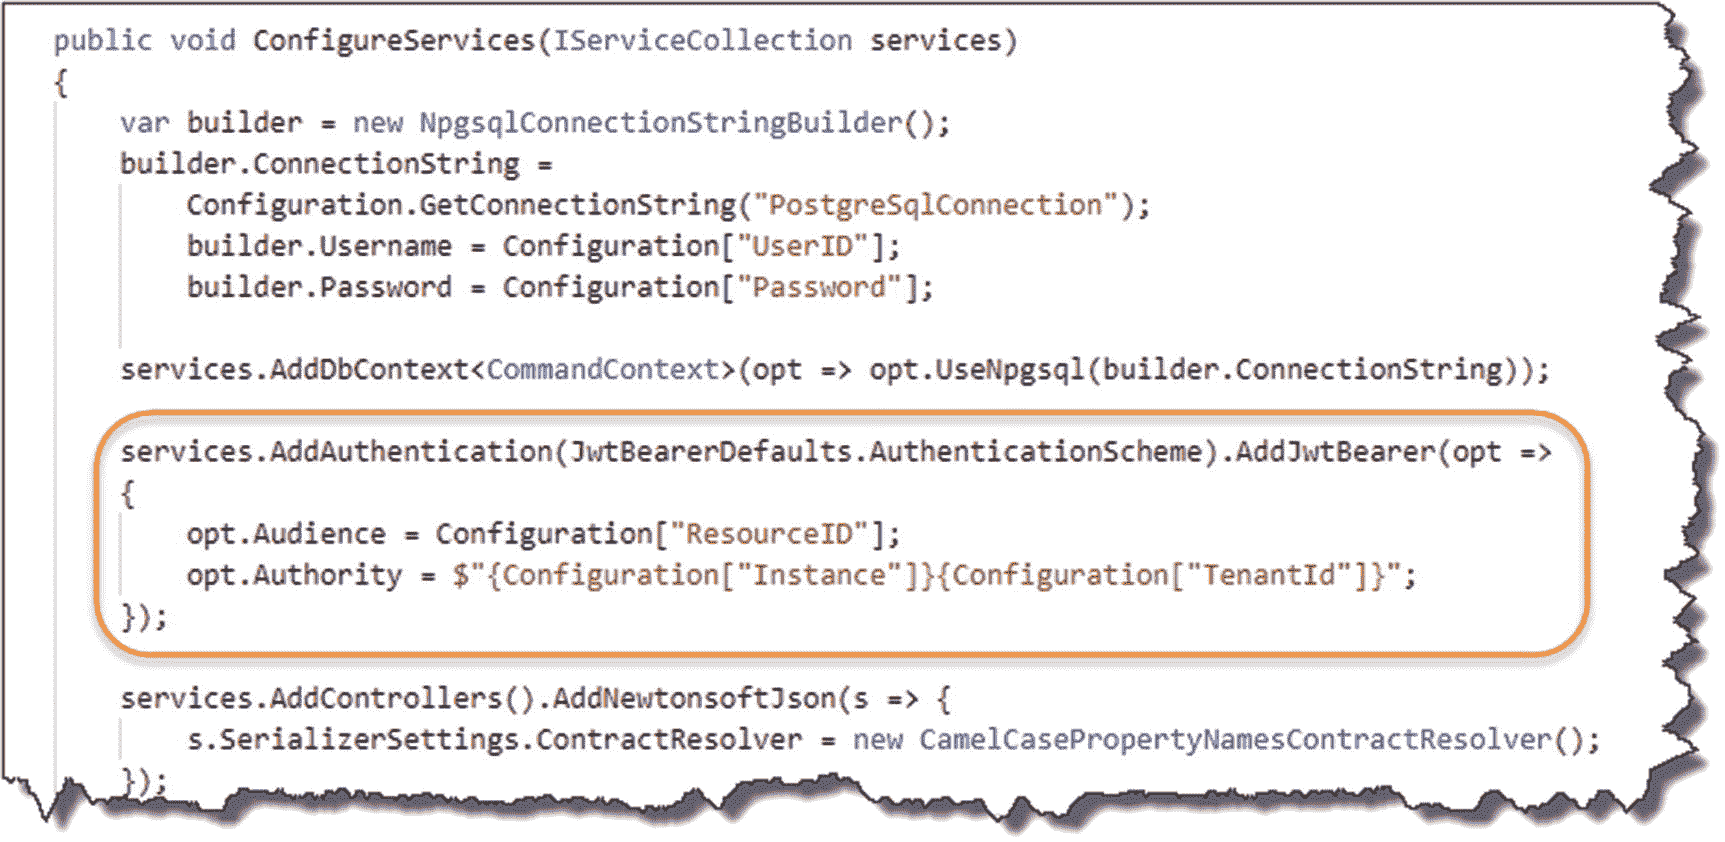 public void ConfigureServices(IServiceCollection services)
{
var builder = new NpgsqlConnectionStringBuilder();
builder.ConnectionString =
Configuration.GetConnectionString("PostgreSqlConnection");
builder.Username = Configuration["UserID"];
builder.Password = Configuration["Password"];
services.AddDbContext<CommandContext>(opt => opt.UseNpgsql(builder.ConnectionString));
services.AddAuthentication(JwtBearerDefaults.AuthenticationScheme).AddJwtBearer(opt =>
{
opt.Audience = Configuration["ResourceID"];
opt.Authority = $"{Configuration["Instance"]}{Configuration["TenantId"]}";
});
services.AddControllers().AddNewtonsoftJson(s => {
s.SerializerSettings.ContractResolver = new CamelCasePropertyNamesContractResolver();
});